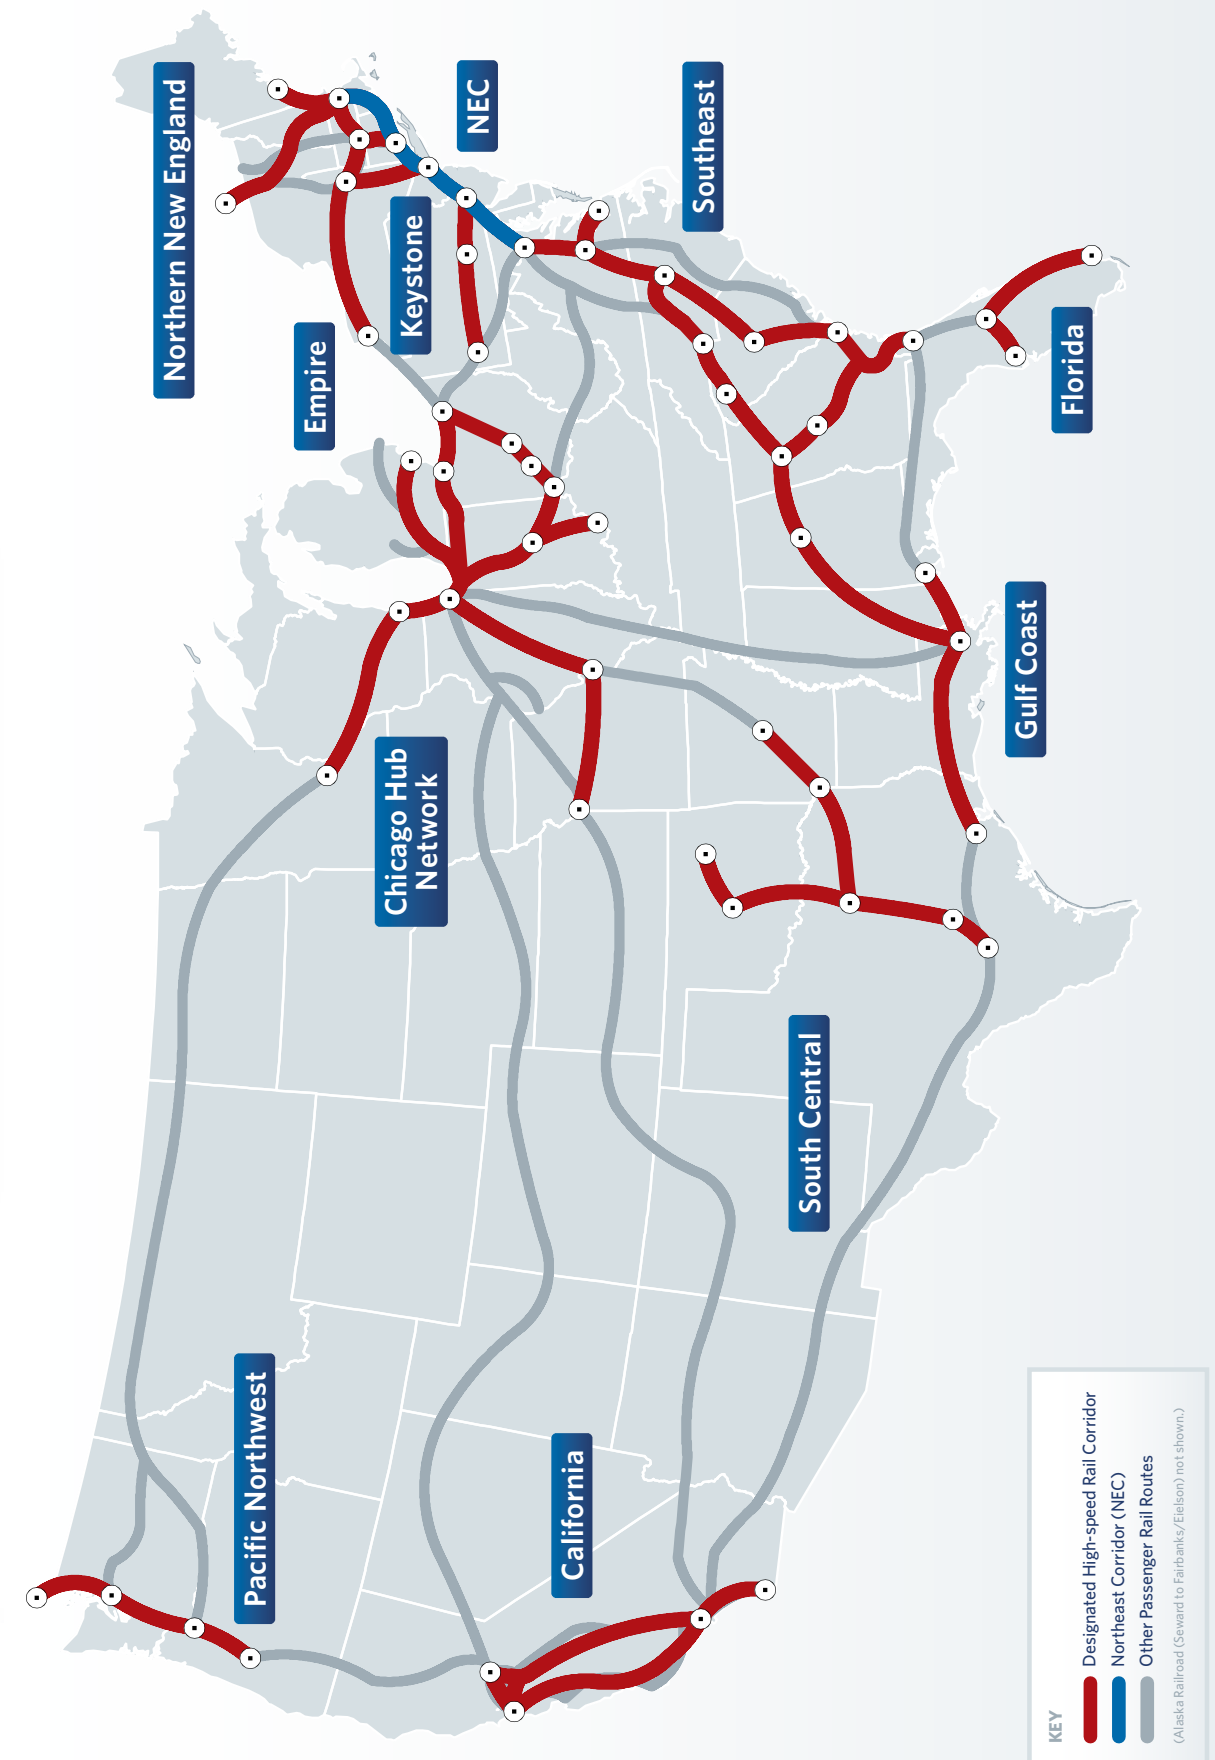 Pacific Northwest
California
Chicago Hub
Network
South Central
Gulf Coast
Empire
Keystone
Northern New England
NEC
Southeast
Florida
KEY
Designated High-speed Rail Corridor
Northeast Corridor (NEC)
Other Passenger Rail Routes
(Alaska Railroad (Seward to Fairbanks/Eielson) not shown.)